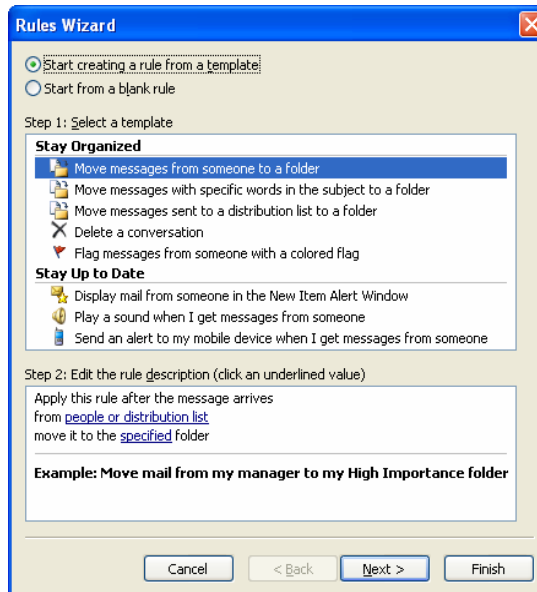 Rules Wizard
Start creating a rule from a template
Start from a blank rule
Step 1: Select a template
Stay Organized
Move messages from someone to a folder
Move messages with specific words in the subject to a folder
Move messages sent to a distribution list to a folder
Delete a conversation
Flag messages from someone with a colored flag
Stay Up to Date
Display mail from someone in the New Item Alert Window
Play a sound when I get messages from someone
Send an alert to my mobile device when I get messages from someone
Step 2: Edit the rule description (click an underlined value)
Apply this rule after the message arrives
from people or distribution list
move it to the specified folder
Example: Move mail from my manager to my High Importance folder
Cancel < Back Next > Finish